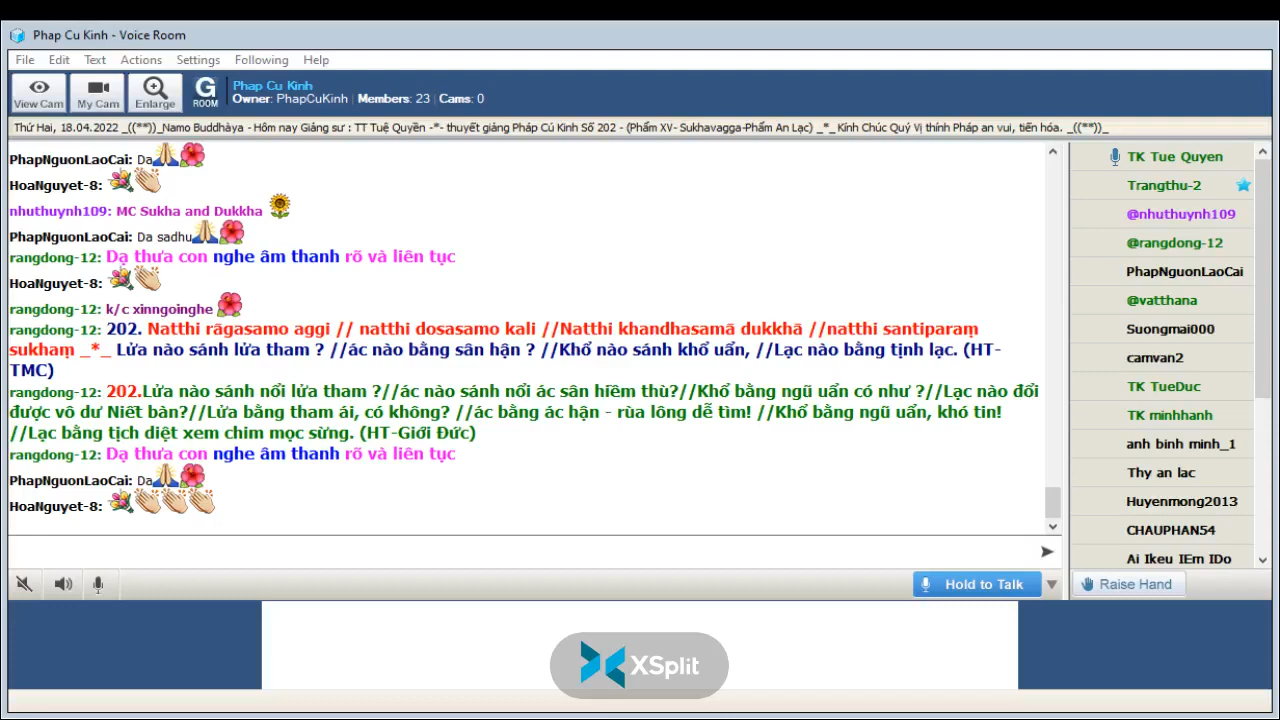 Phap Cu Kinh - Voice Room
File Edit Text Actions Settings Following Help
View Cam My Cam Enlarge G ROOM
Phap Cu Kinh
Owner: PhapCuKinh | Members: 23 | Cams: 0
Thứ Hai, 18.04.2022 _((**))_Namo Buddhàya - Hôm nay Giảng sư : TT Tuệ Quyền -*- thuyết giảng Pháp Cú Kinh Số 202 - (Phẩm XV- Sukhavagga-Phẩm An Lạc) _*_ Kính Chúc Quý Vị thính Pháp an vui, tiến hóa. _((**))_
PhapNguonLaoCai: Da
HoaNguyet-8:
nhuthuynh109: MC Sukha and Dukkha
PhapNguonLaoCai: Da sadhu
rangdong-12: Dạ thưa con nghe âm thanh rõ và liên tục
HoaNguyet-8:
rangdong-12: k/c xinngoinghe
rangdong-12: 202. Natthi rāgasamo aggi // natthi dosasamo kali //Natthi khandhasamā dukkhā //natthi santiparaṃ
sukhaṃ _*_ Lửa nào sánh lửa tham ? //ác nào bằng sân hận ? //Khổ nào sánh khổ uẩn, //Lạc nào bằng tịnh lạc. (HT-
TMC)
rangdong-12: 202.Lửa nào sánh nổi lửa tham ?//ác nào sánh nổi ác sân hiềm thù?//Khổ bằng ngũ uẩn có như ?//Lạc nào đổi
được vô dư Niết bàn?//Lửa bằng tham ái, có không? //ác bằng ác hận - rùa lông dễ tìm! //Khổ bằng ngũ uẩn, khó tin!
//Lạc bằng tịch diệt xem chim mọc sừng. (HT-Giới Đức)
rangdong-12: Dạ thưa con nghe âm thanh rõ và liên tục
PhapNguonLaoCai: Da
HoaNguyet-8:
TK Tue Quyen
Trangthu-2
@nhuthuynh109
@rangdong-12
PhapNguonLaoCai
@vatthana
Suongmai000
camvan2
TK TueDuc
TK minhhanh
anh binh minh_1
Thy an lac
Huyenmong2013
CHAUPHAN54
Ai Ikeu IEm IDo
Hold to Talk
Raise Hand
XSplit